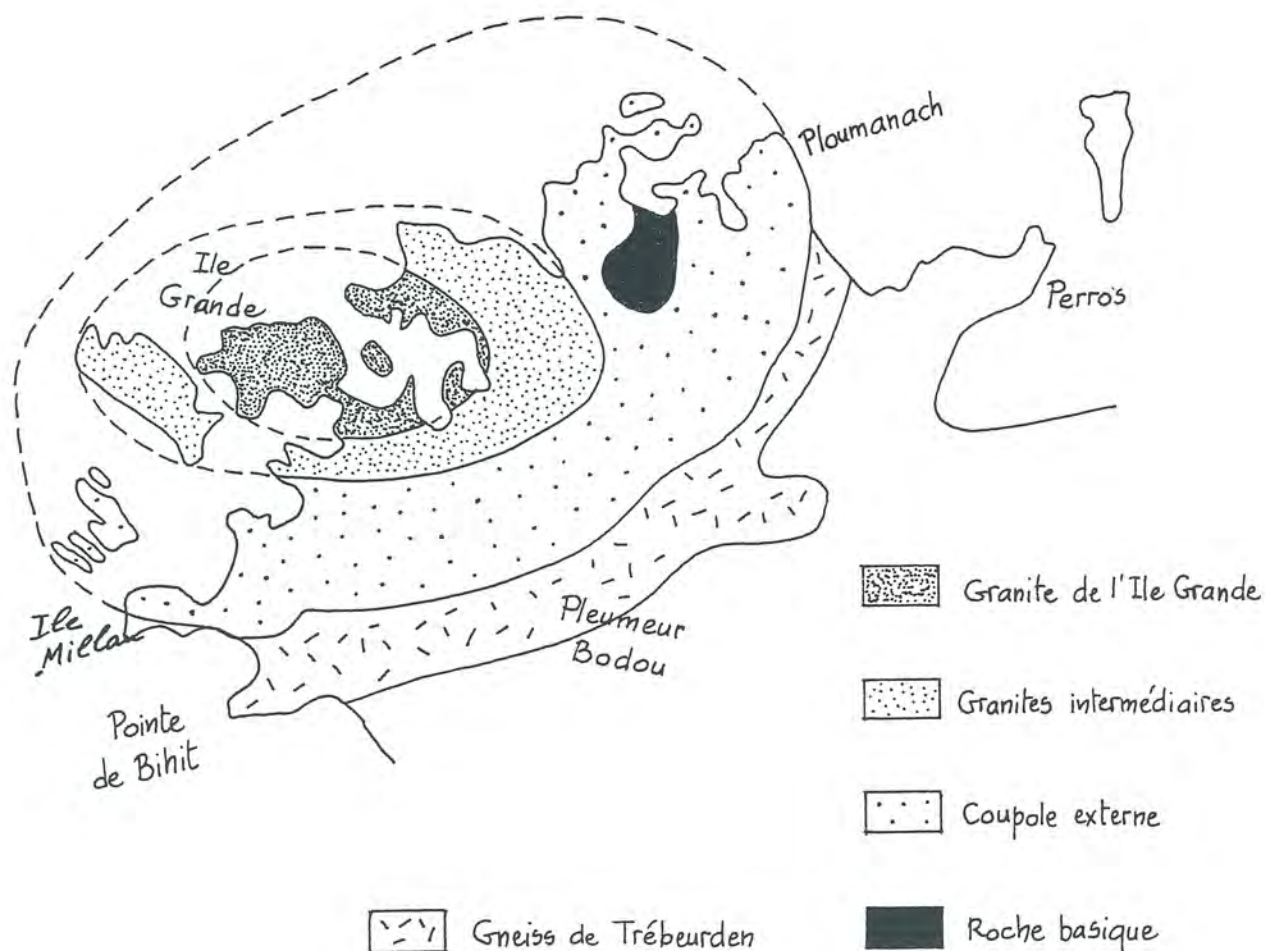 Ploumanach
Ile
Grande
Perros
Ile
Millau
Pleumeur
Bodou
Pointe
de Bihit
Granite de l'Ile Grande
Granites intermédiaires
Coupole externe
Gneiss de Trébeurden
Roche basique